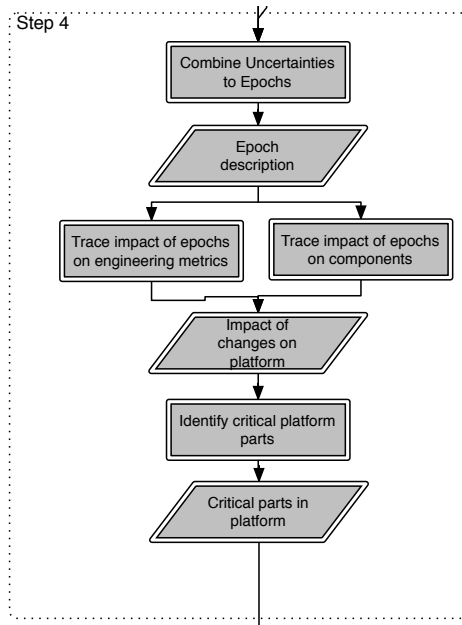 Step 4
Combine Uncertainties
to Epochs
Epoch
description
Trace impact of epochs
on engineering metrics
Trace impact of epochs
on components
Impact of
changes on
platform
Identify critical platform
parts
Critical parts in
platform